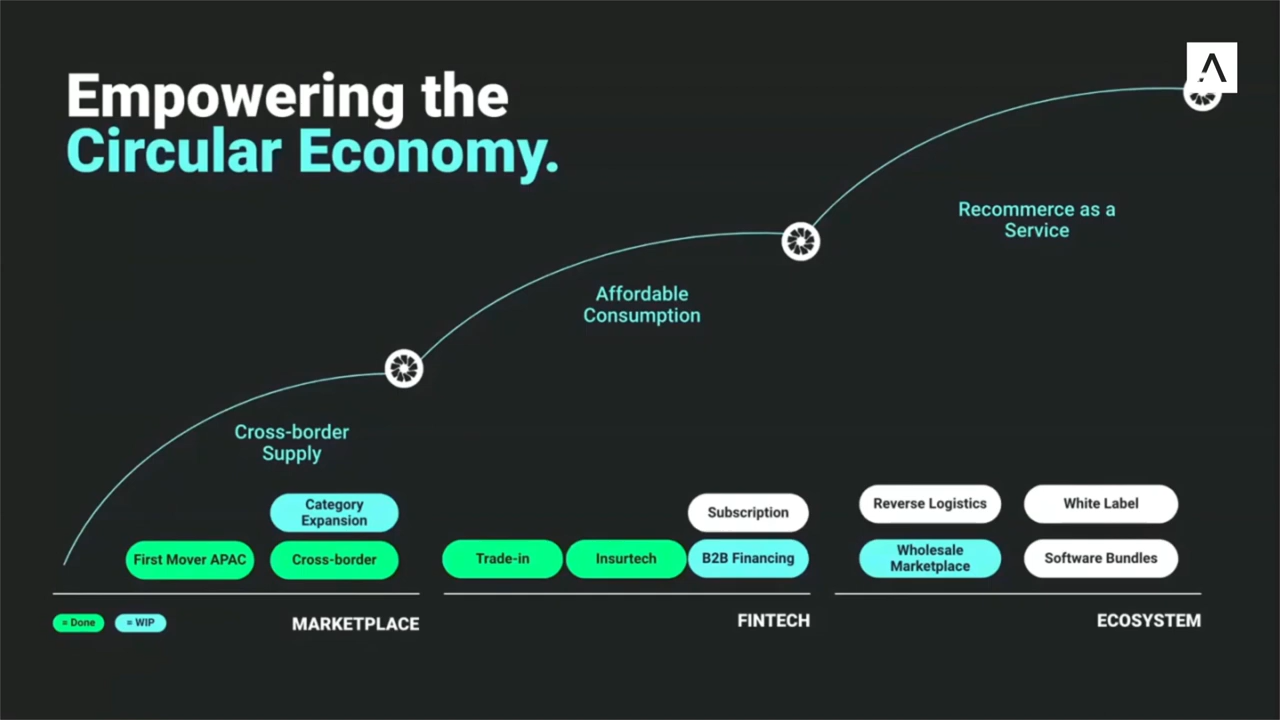 Empowering the
Circular Economy.
Recommerce as a
Service
Affordable
Consumption
Cross-border
Supply
Category
Expansion
First Mover APAC
Cross-border
Subscription
Trade-in
Insurtech
B2B Financing
Reverse Logistics
White Label
Wholesale
Marketplace
Software Bundles
= Done
= WIP
MARKETPLACE
FINTECH
ECOSYSTEM